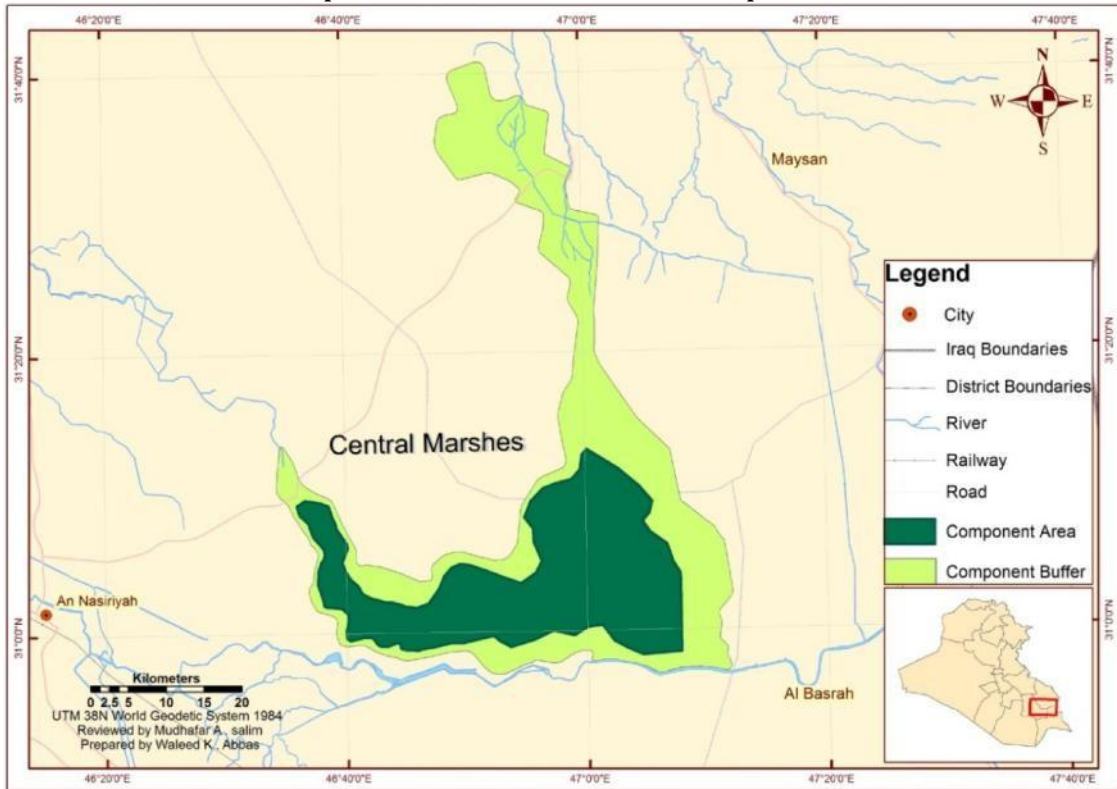 46°20'0"E 46°40'0"E 47°0'0"E 47°20'0"E 47°40'0"E
31°40'0"N
31°40'0"N
N
W E
S
Maysan
Legend
City
Iraq Boundaries
District Boundaries
River
Railway
Road
Component Area
Component Buffer
31°20'0"N
31°20'0"N
Central Marshes
An Nasiriyah
31°0'0"N
31°0'0"N
Al Basrah
Kilometers
0 2.5 5 10 15 20
UTM 38N World Geodetic System 1984
Reviewed by Mudhafar A. salim
Prepared by Waleed K., Abbas
46°20'0"E 46°40'0"E 47°0'0"E 47°20'0"E 47°40'0"E